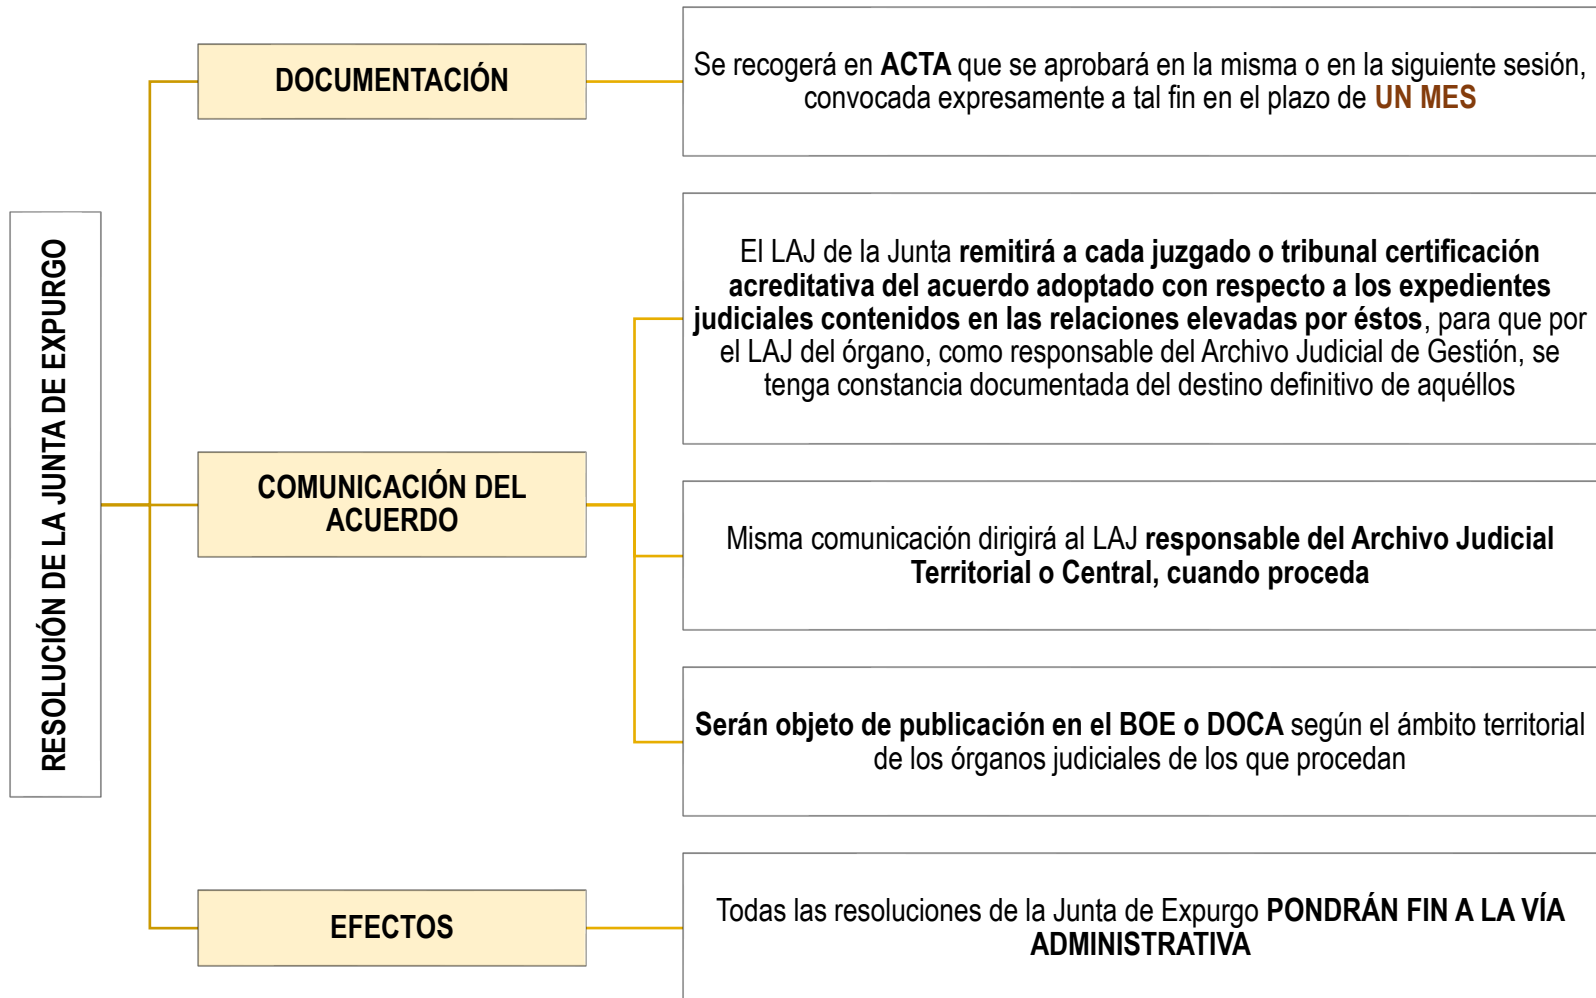 RESOLUCIÓN DE LA JUNTA DE EXPURGO
DOCUMENTACIÓN
Se recogerá en ACTA que se aprobará en la misma o en la siguiente sesión,
convocada expresamente a tal fin en el plazo de UN MES
COMUNICACIÓN DEL
ACUERDO
El LAJ de la Junta remitirá a cada juzgado o tribunal certificación
acreditativa del acuerdo adoptado con respecto a los expedientes
judiciales contenidos en las relaciones elevadas por éstos, para que por
el LAJ del órgano, como responsable del Archivo Judicial de Gestión, se
tenga constancia documentada del destino definitivo de aquéllos
Misma comunicación dirigirá al LAJ responsable del Archivo Judicial
Territorial o Central, cuando proceda
Serán objeto de publicación en el BOE o DOCA según el ámbito territorial
de los órganos judiciales de los que procedan
EFECTOS
Todas las resoluciones de la Junta de Expurgo PONDRÁN FIN A LA VÍA
ADMINISTRATIVA